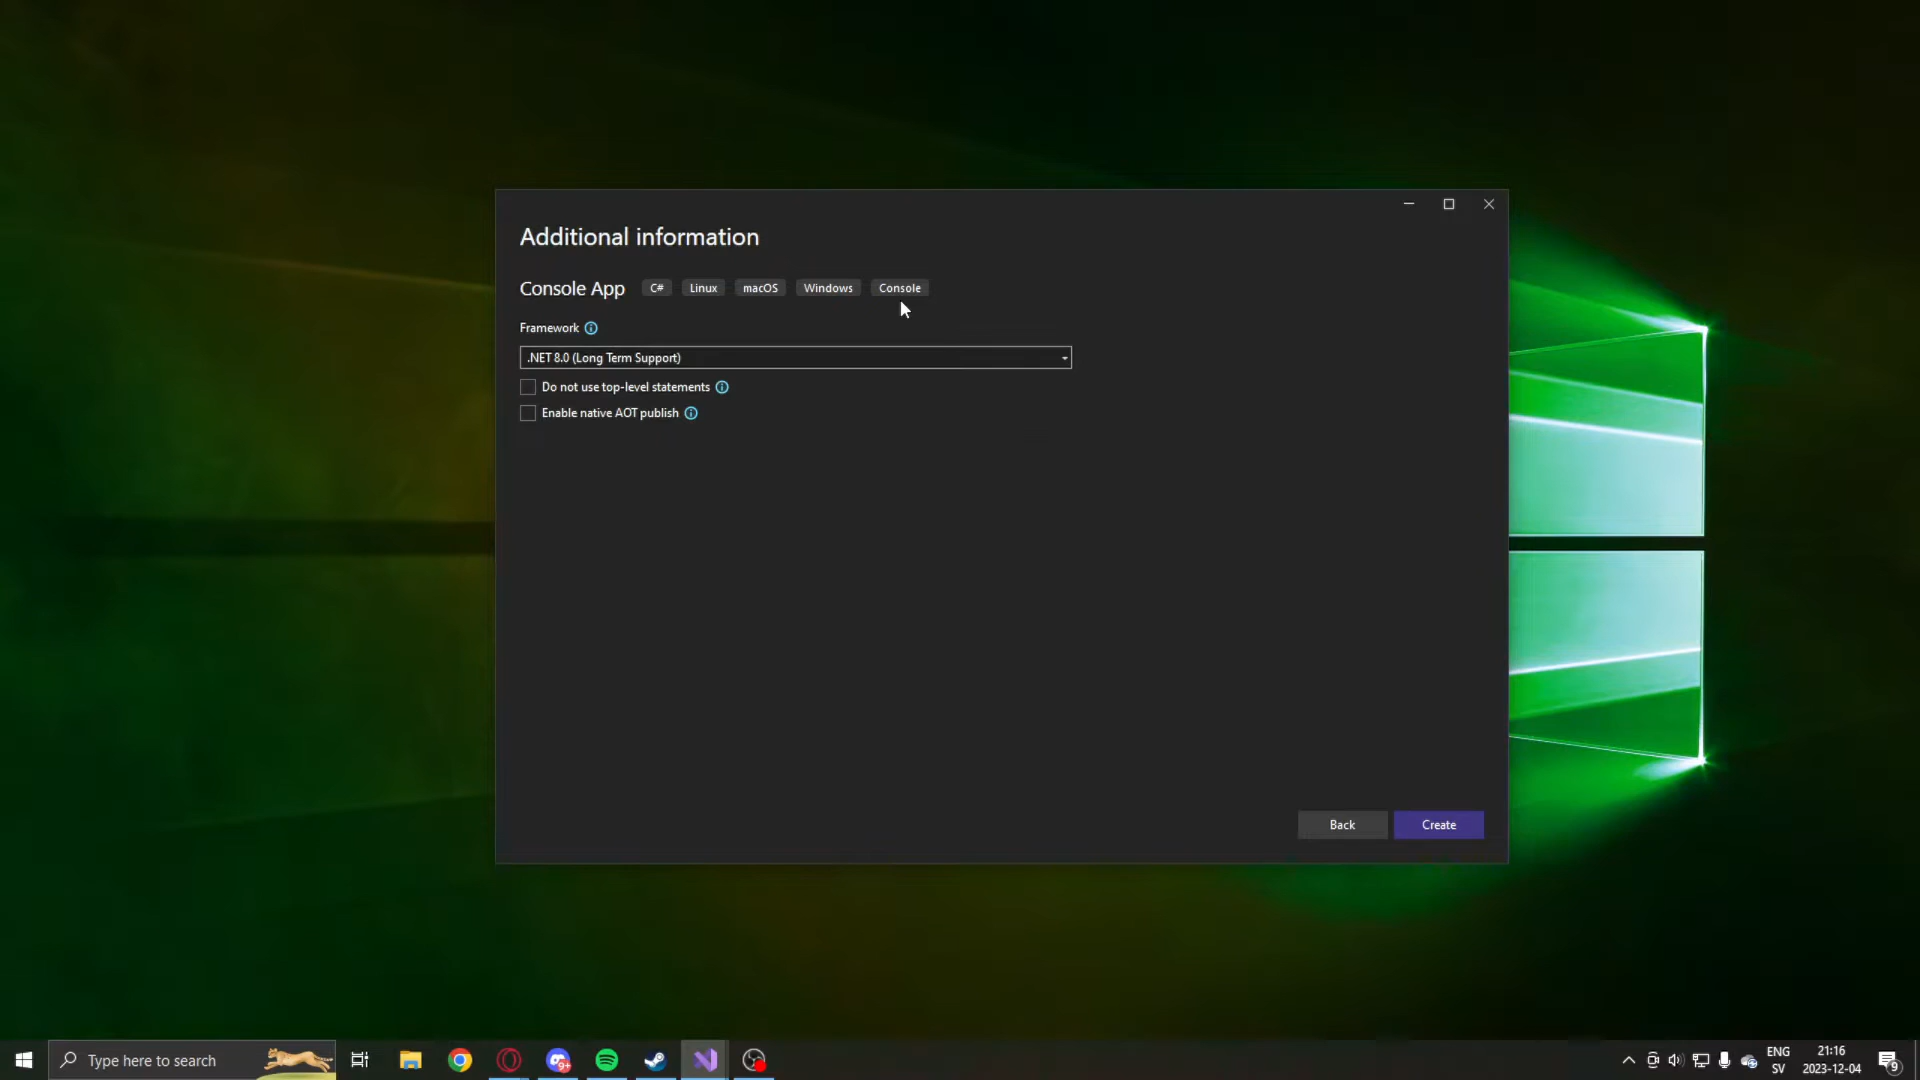 Additional information
Console App C# Linux macOS Windows Console
Framework
.NET 8.0 (Long Term Support)
Do not use top-level statements
Enable native AOT publish
Back Create
Type here to search
9+
ENG
SV
21:16
2023-12-04
9